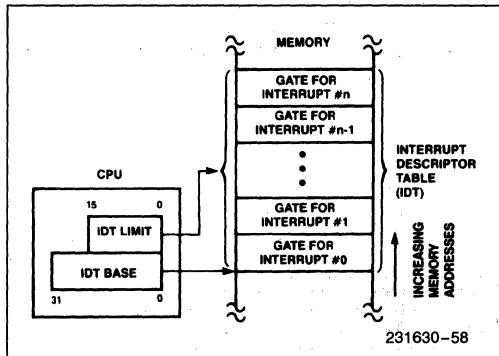 MEMORY
GATE FOR
INTERRUPT #n
GATE FOR
INTERRUPT #n-1
CPU
15 0
IDT LIMIT
IDT BASE
31 0
GATE FOR
INTERRUPT #1
GATE FOR
INTERRUPT #0
INTERRUPT
DESCRIPTOR
TABLE
(IDT)
INCREASING
MEMORY
ADDRESSES
231630-58